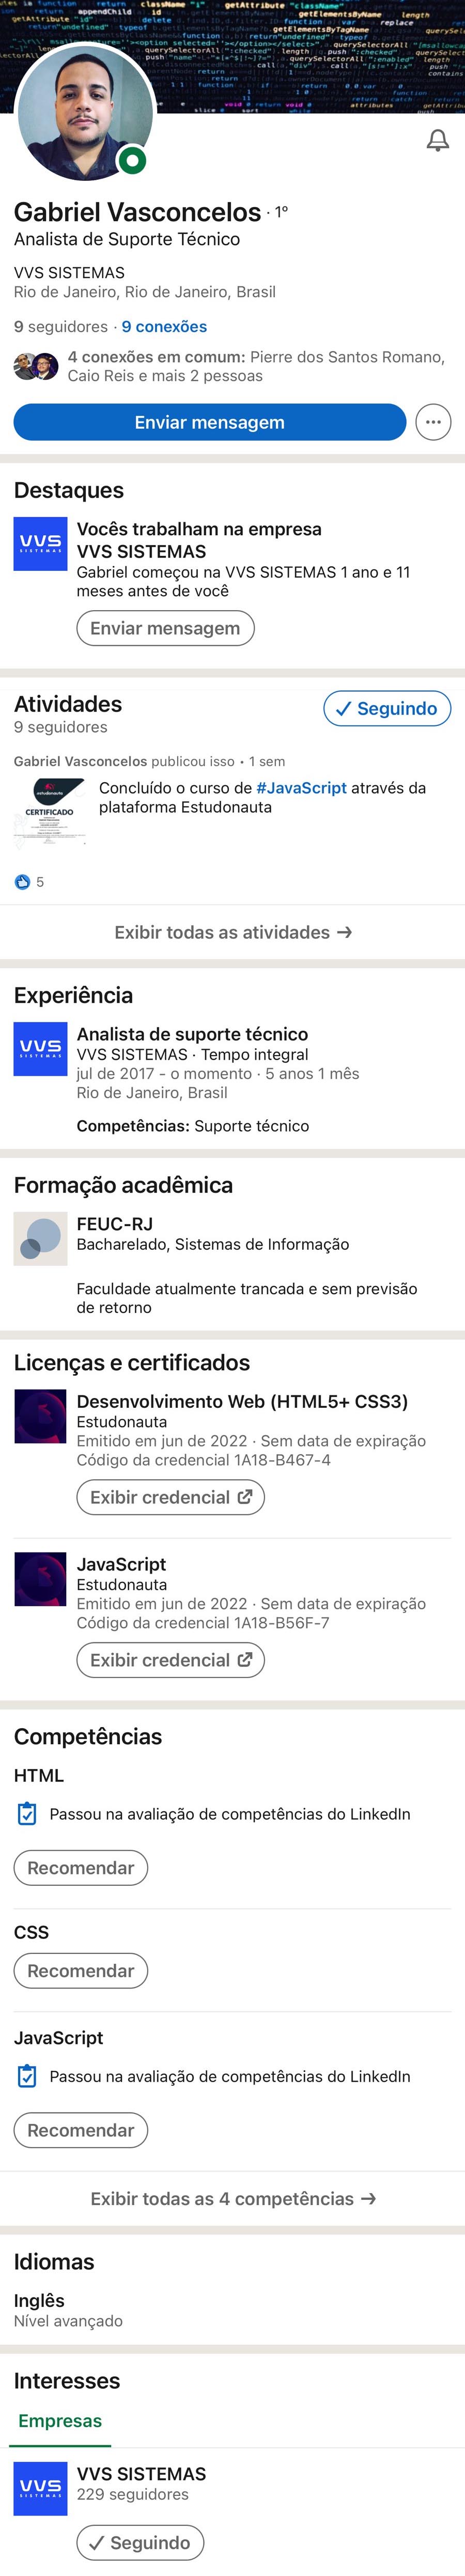 Gabriel Vasconcelos · 1º
Analista de Suporte Técnico
VVS SISTEMAS
Rio de Janeiro, Rio de Janeiro, Brasil
9 seguidores · 9 conexões
4 conexões em comum: Pierre dos Santos Romano,
Caio Reis e mais 2 pessoas
Enviar mensagem
Destaques
VVS
SISTEMAS
Vocês trabalham na empresa
VVS SISTEMAS
Gabriel começou na VVS SISTEMAS 1 ano e 11
meses antes de você
Enviar mensagem
Atividades
Seguindo
9 seguidores
Gabriel Vasconcelos publicou isso • 1 sem
estudonauta
CERTIFICADO
Concluído o curso de #JavaScript através da
plataforma Estudonauta
5
Exibir todas as atividades →
Experiência
VVS
SISTEMAS
Analista de suporte técnico
VVS SISTEMAS · Tempo integral
jul de 2017 - o momento · 5 anos 1 mês
Rio de Janeiro, Brasil
Competências: Suporte técnico
Formação acadêmica
FEUC-RJ
Bacharelado, Sistemas de Informação
Faculdade atualmente trancada e sem previsão
de retorno
Licenças e certificados
Desenvolvimento Web (HTML5+ CSS3)
Estudonauta
Emitido em jun de 2022 · Sem data de expiração
Código da credencial 1A18-B467-4
Exibir credencial
JavaScript
Estudonauta
Emitido em jun de 2022 · Sem data de expiração
Código da credencial 1A18-B56F-7
Exibir credencial
Competências
HTML
Passou na avaliação de competências do LinkedIn
Recomendar
CSS
Recomendar
JavaScript
Passou na avaliação de competências do LinkedIn
Recomendar
Exibir todas as 4 competências →
Idiomas
Inglês
Nível avançado
Interesses
Empresas
VVS
SISTEMAS
VVS SISTEMAS
229 seguidores
Seguindo